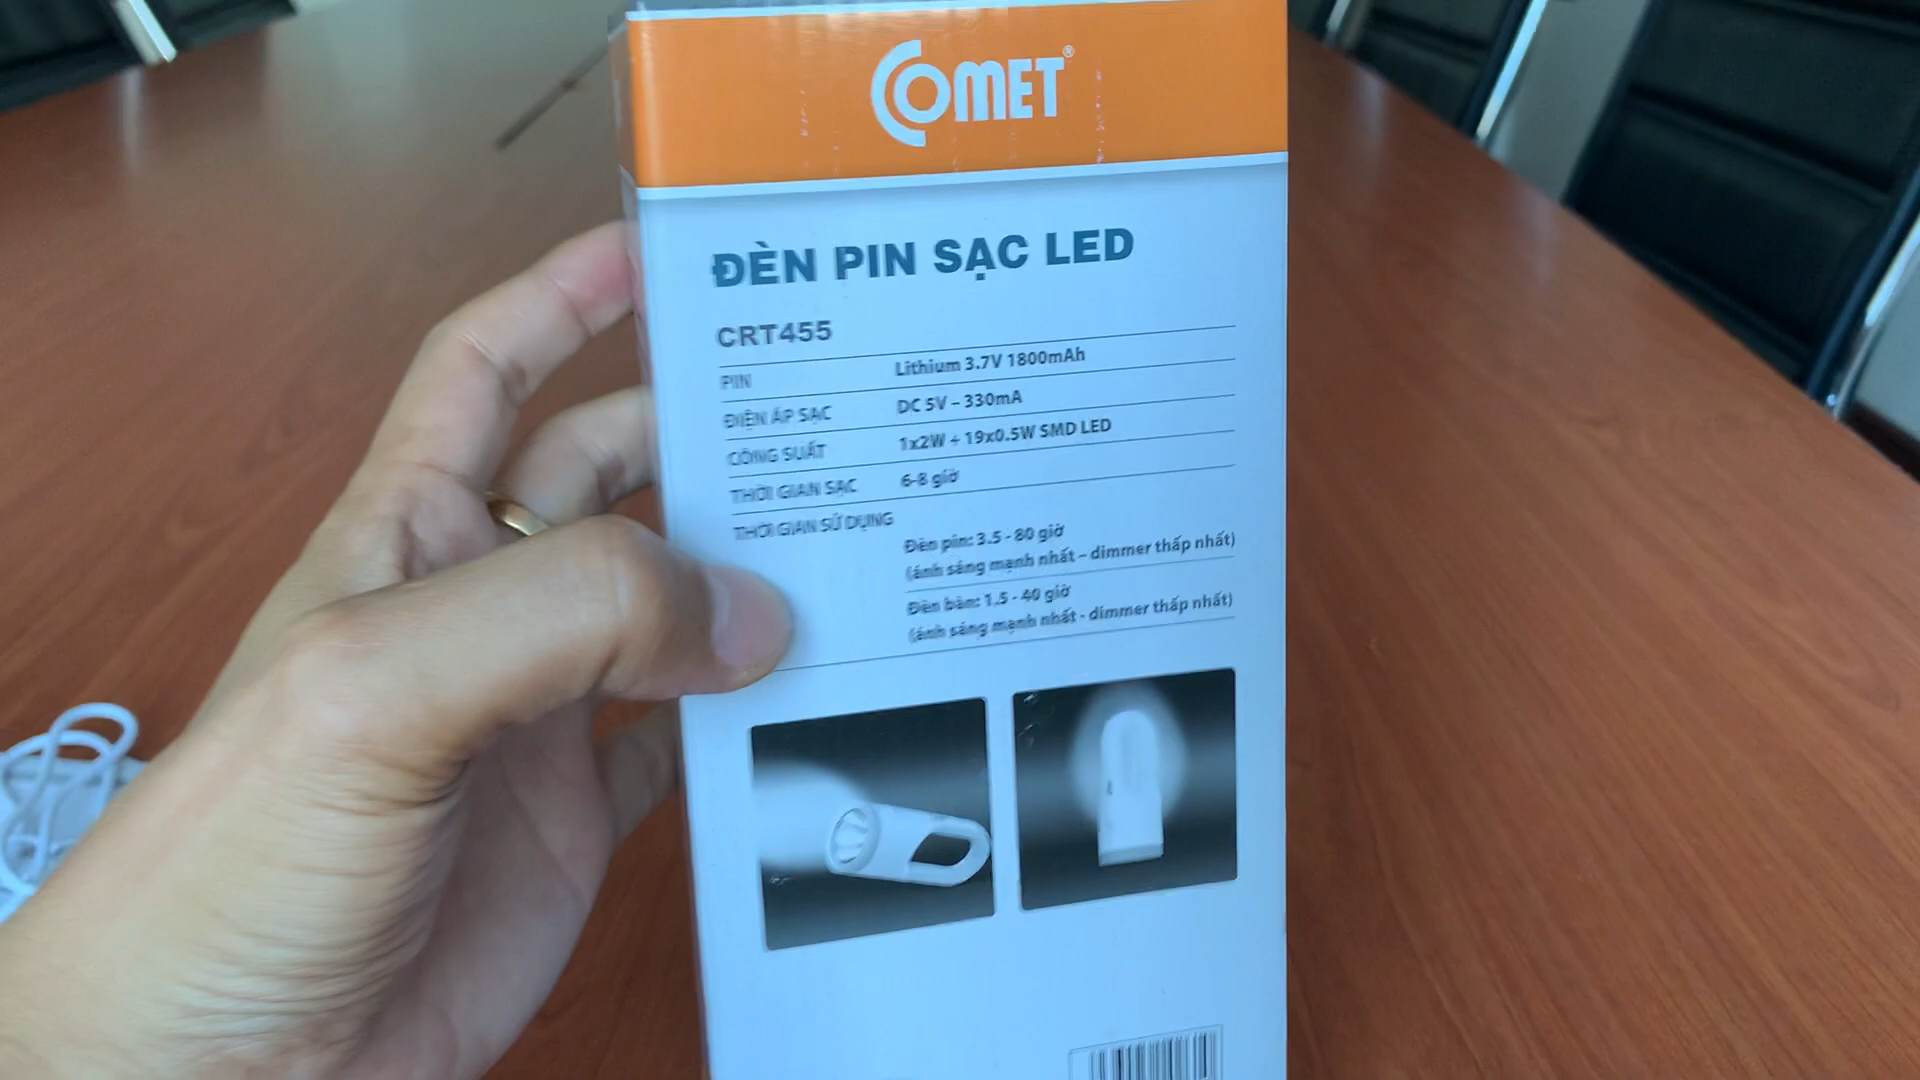 COMET®
ĐÈN PIN SẠC LED
CRT455
PIN Lithium 3.7V 1800mAh
ĐIỆN ÁP SẠC DC 5V – 330mA
CÔNG SUẤT 1x2W + 19x0.5W SMD LED
THỜI GIAN SẠC 6-8 giờ
THỜI GIAN SỬ DỤNG
Đèn pin: 3.5 - 80 giờ
(ánh sáng mạnh nhất – dimmer thấp nhất)
Đèn bàn: 1.5 - 40 giờ
(ánh sáng mạnh nhất - dimmer thấp nhất)